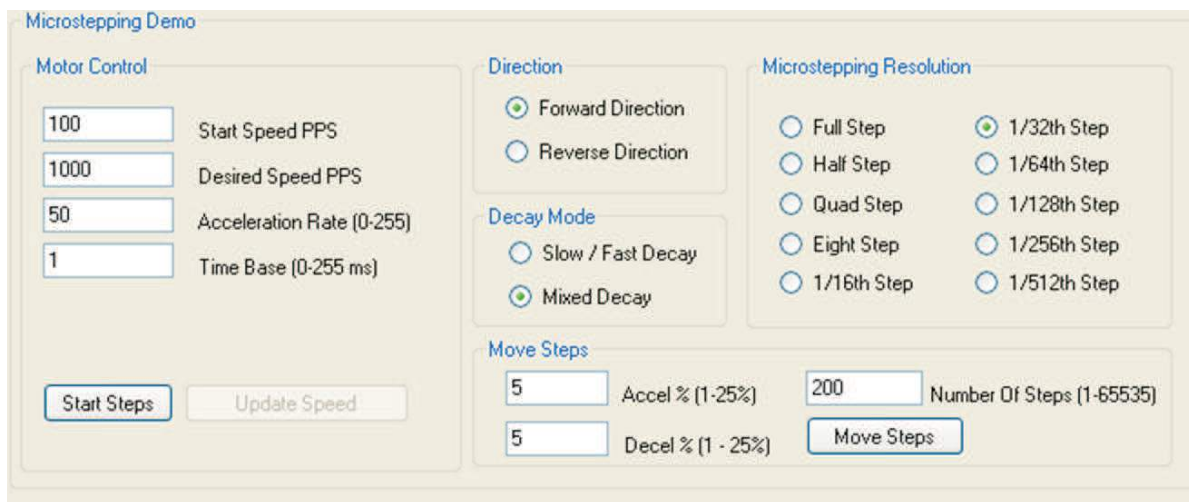 Microstepping Demo
Motor Control
100 Start Speed PPS
1000 Desired Speed PPS
50 Acceleration Rate (0-255)
1 Time Base (0-255 ms)
Start Steps Update Speed
Direction
Forward Direction
Reverse Direction
Decay Mode
Slow / Fast Decay
Mixed Decay
Microstepping Resolution
Full Step 1/32th Step
Half Step 1/64th Step
Quad Step 1/128th Step
Eight Step 1/256th Step
1/16th Step 1/512th Step
Move Steps
5 Accel % (1-25%) 200 Number Of Steps (1-65535)
5 Decel % (1 - 25%) Move Steps